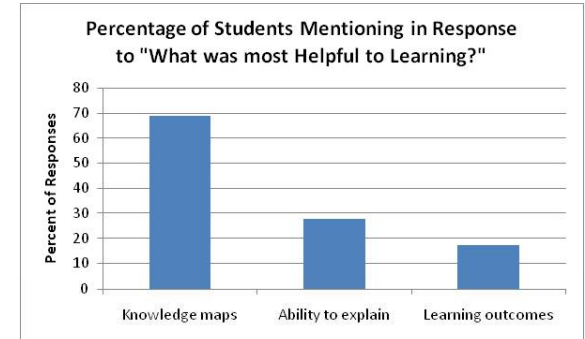 Percentage of Students Mentioning in Response
to "What was most Helpful to Learning?"
Percent of Responses
80
70
60
50
40
30
20
10
0
Knowledge maps
Ability to explain
Learning outcomes